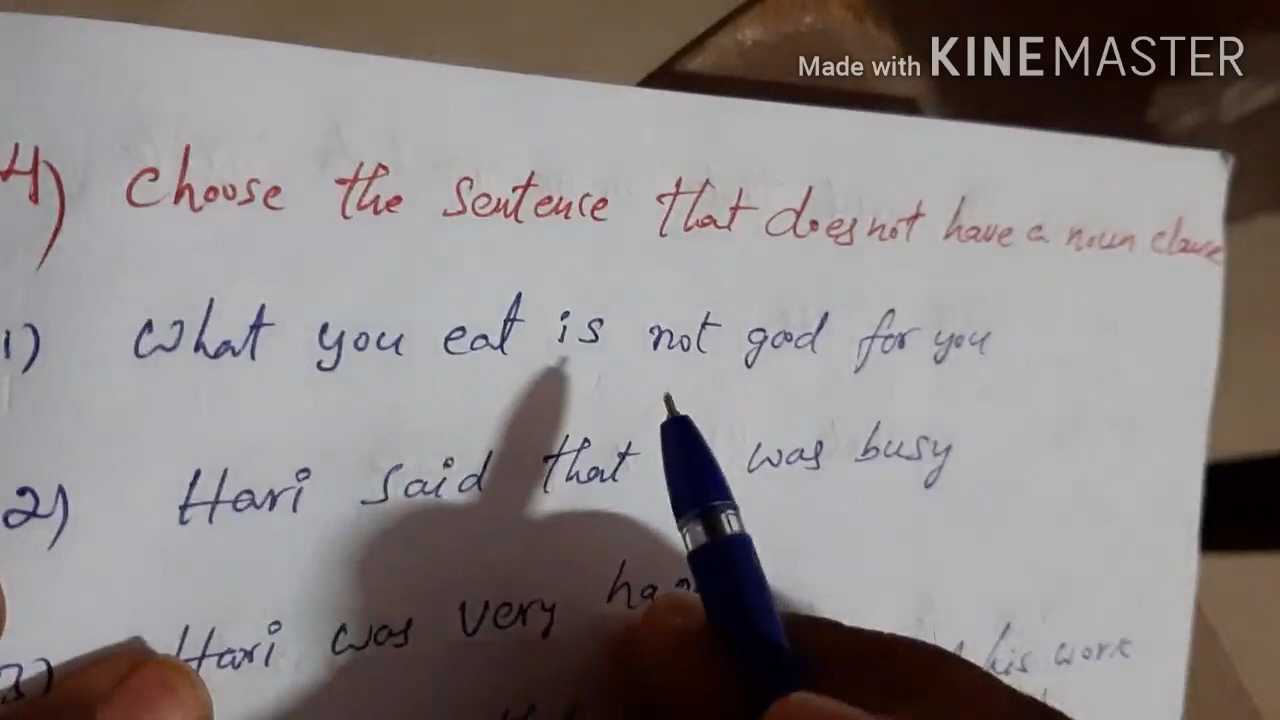 Made with KINEMASTER
4) Choose the sentence that does not have a noun clause
1) What you eat is not good for you
2) Hari said that was busy
3) Hari was very his work